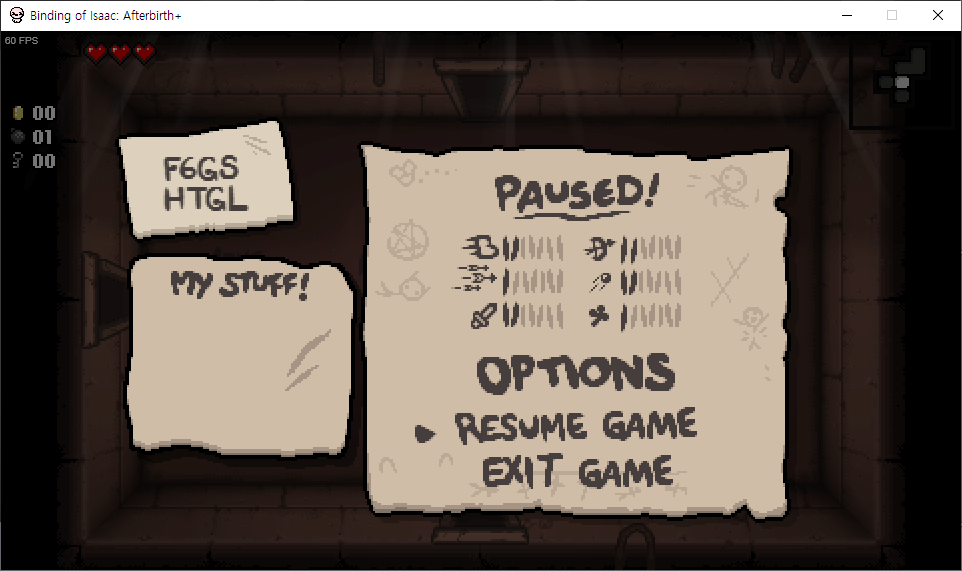 Binding of Isaac: Afterbirth+
60 FPS
00
01
00
F6GS
HTGL
MY STUFF!
PAUSED!
OPTIONS
RESUME GAME
EXIT GAME